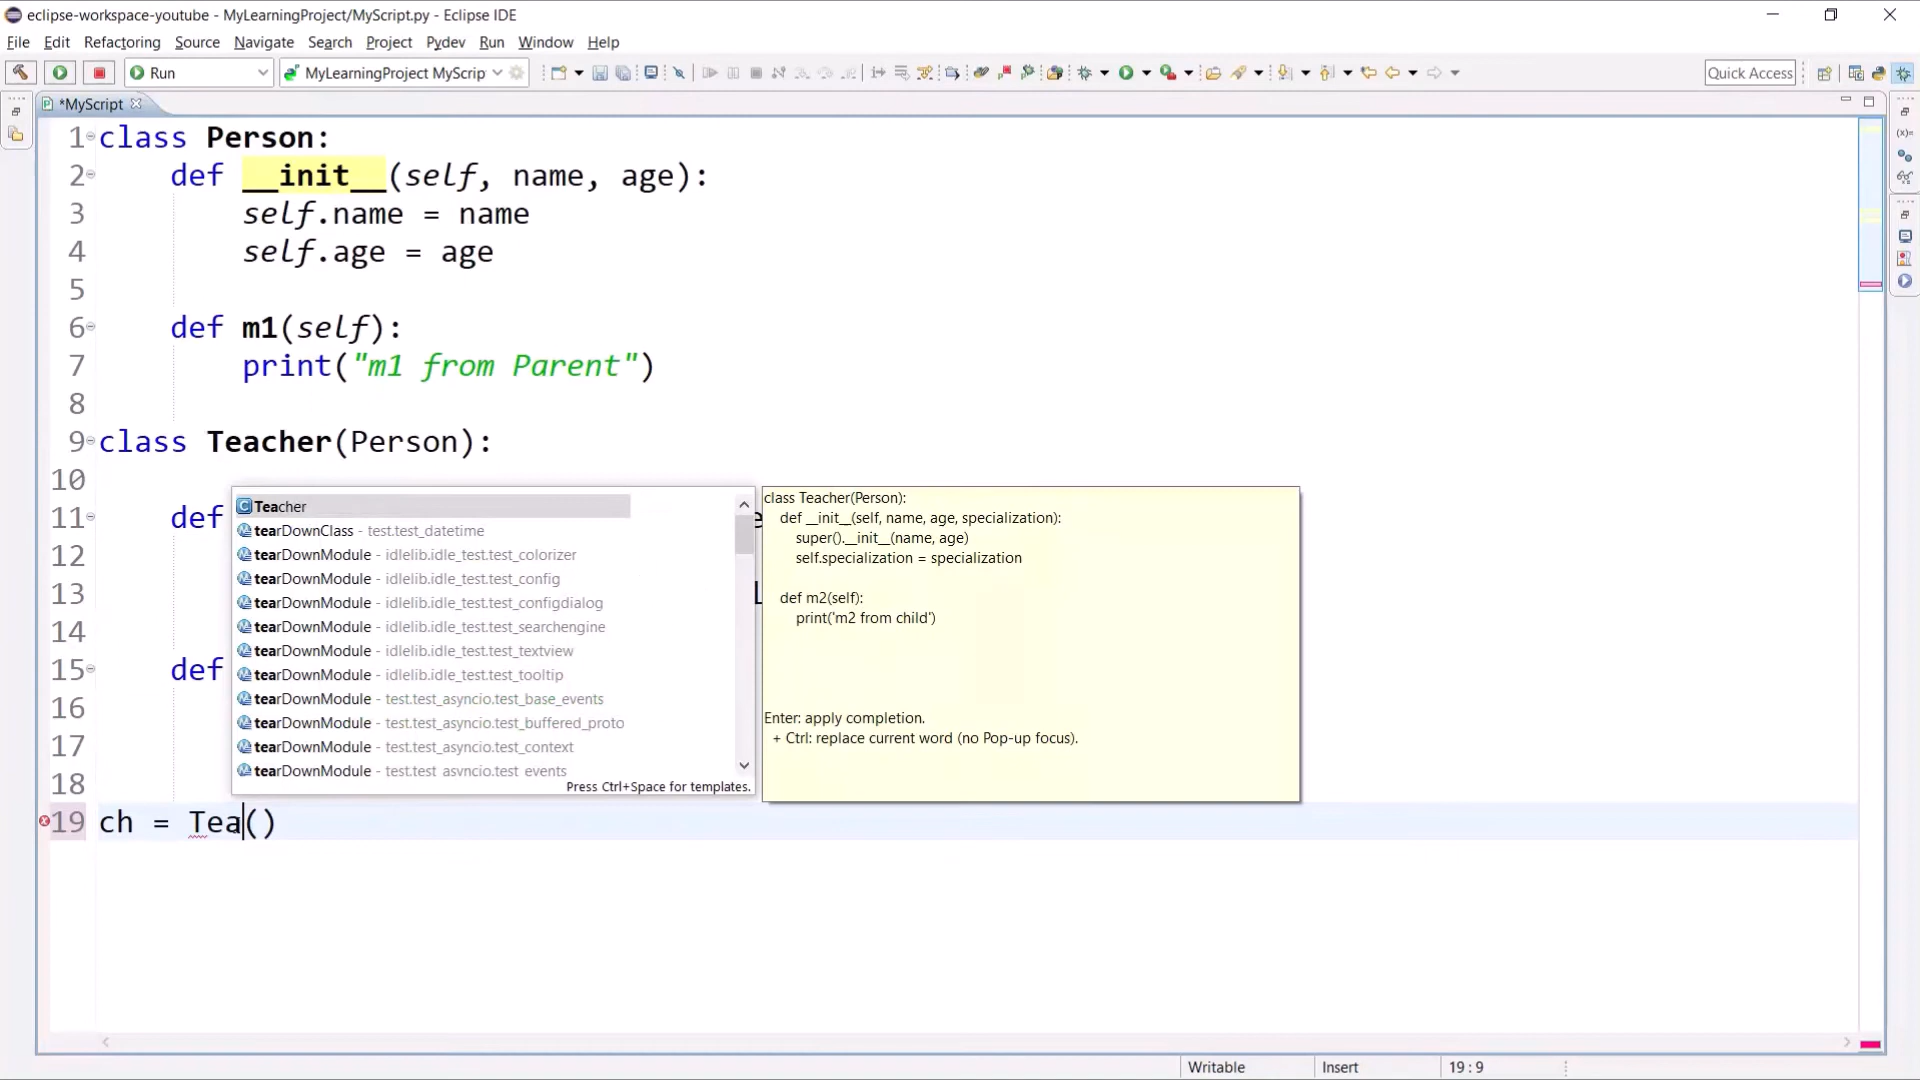 eclipse-workspace-youtube - MyLearningProject/MyScript.py - Eclipse IDE
File Edit Refactoring Source Navigate Search Project Pydev Run Window Help
Run
MyLearningProject MyScrip
Quick Access
*MyScript
1 class Person:
2 def __init__(self, name, age):
3 self.name = name
4 self.age = age
5
6 def m1(self):
7 print("m1 from Parent")
8
9 class Teacher(Person):
10
11 def
12
13
14
15 def
16
17
18
19 ch = Tea()
Teacher
tearDownClass - test.test_datetime
tearDownModule - idlelib.idle_test.test_colorizer
tearDownModule - idlelib.idle_test.test_config
tearDownModule - idlelib.idle_test.test_configdialog
tearDownModule - idlelib.idle_test.test_searchengine
tearDownModule - idlelib.idle_test.test_textview
tearDownModule - idlelib.idle_test.test_tooltip
tearDownModule - test.test_asyncio.test_base_events
tearDownModule - test.test_asyncio.test_buffered_proto
tearDownModule - test.test_asyncio.test_context
tearDownModule - test.test_asyncio.test_events
Press Ctrl+Space for templates.
class Teacher(Person):
def __init__(self, name, age, specialization):
super().__init__(name, age)
self.specialization = specialization
def m2(self):
print('m2 from child')
Enter: apply completion.
+ Ctrl: replace current word (no Pop-up focus).
Writable Insert 19 : 9